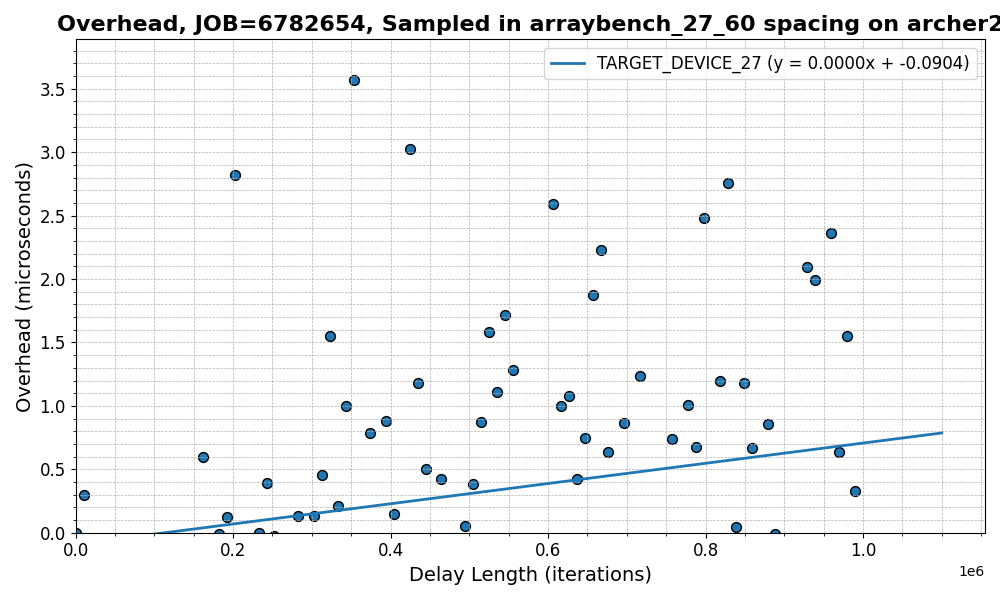 Overhead, JOB=6782654, Sampled in arraybench_27_60 spacing on archer2
TARGET_DEVICE_27 (y = 0.0000x + -0.0904)
Overhead (microseconds)
3.5
3.0
2.5
2.0
1.5
1.0
0.5
0.0
0.0 0.2 0.4 0.6 0.8 1.0
1e6
Delay Length (iterations)